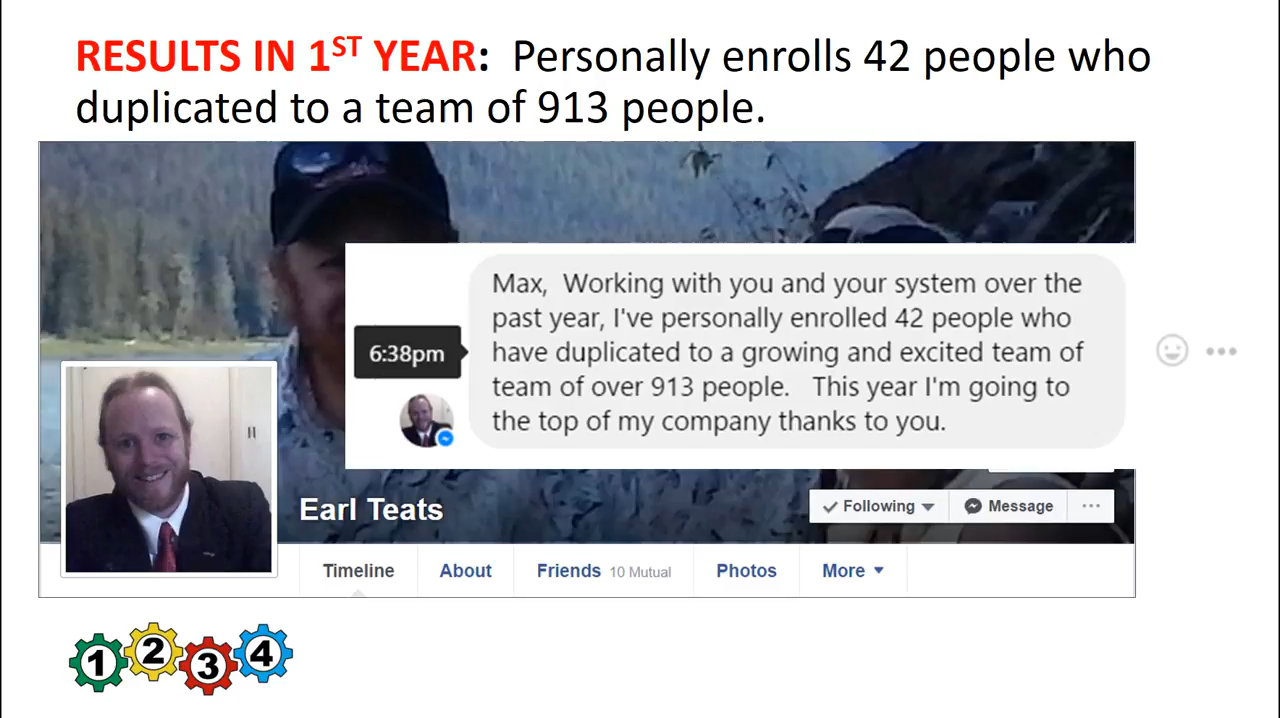 RESULTS IN 1ST YEAR: Personally enrolls 42 people who
duplicated to a team of 913 people.
Max, Working with you and your system over the
past year, I've personally enrolled 42 people who
6:38pm
have duplicated to a growing and excited team of
team of over 913 people. This year I'm going to
the top of my company thanks to you.
Earl Teats
Following
Message
Timeline
About
Friends 10 Mutual
Photos
More
1 2 3 4